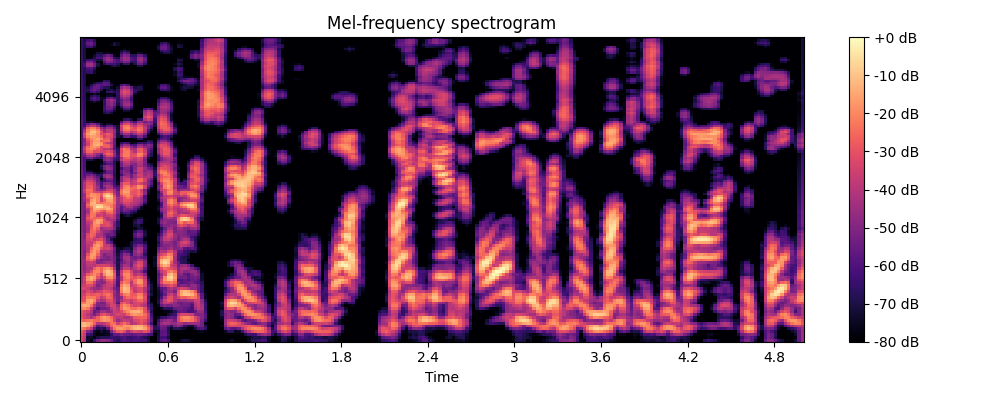 Mel-frequency spectrogram
+0 dB
-10 dB
-20 dB
-30 dB
-40 dB
-50 dB
-60 dB
-70 dB
-80 dB
Hz
4096
2048
1024
512
0
0 0.6 1.2 1.8 2.4 3 3.6 4.2 4.8
Time